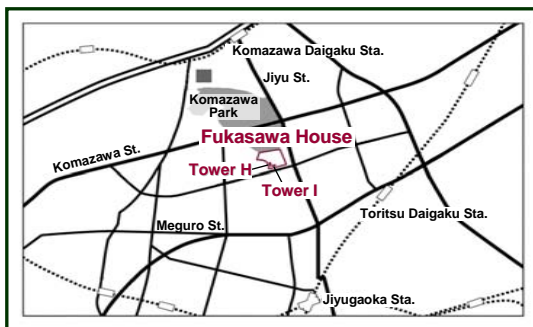 Komazawa Daigaku Sta.
Jiyu St.
Komazawa
Park
Fukasawa House
Komazawa St.
Tower H
Tower I
Toritsu Daigaku Sta.
Meguro St.
Jiyugaoka Sta.